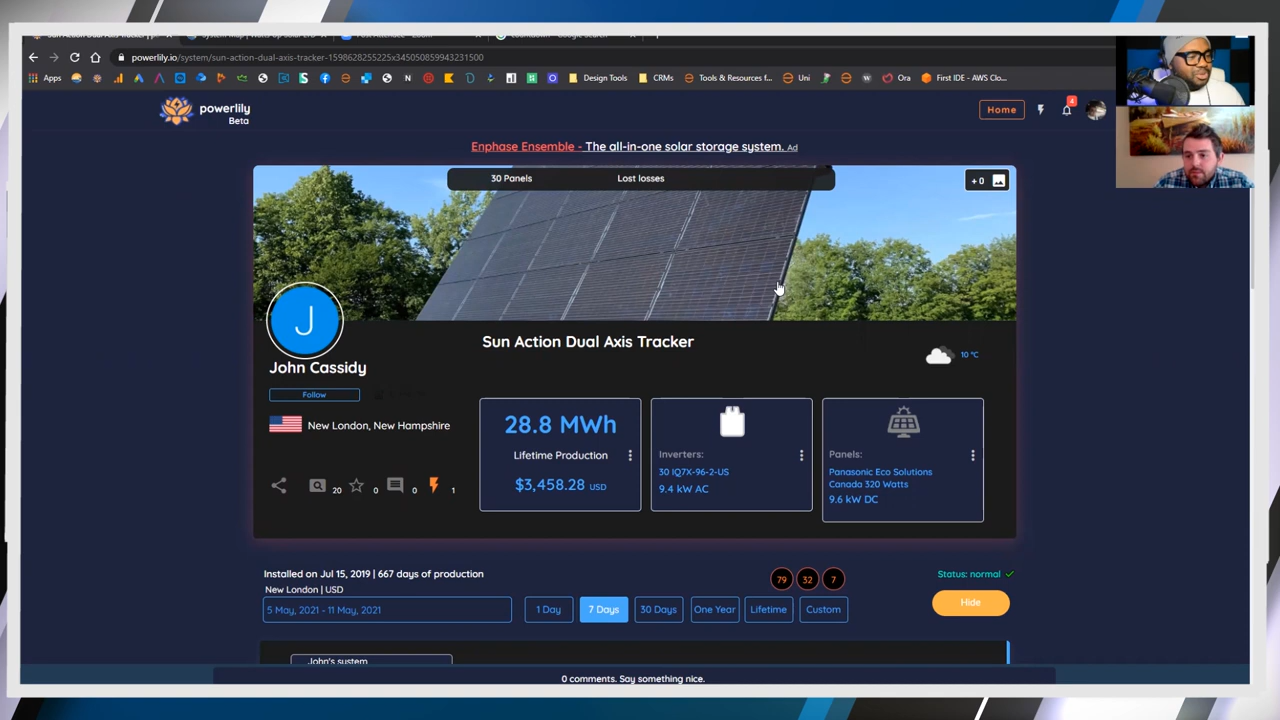 powerlily.io/system/sun-action-dual-axis-tracker-1598628255225x345050859943231500
Apps
Design Tools
CRMs
Tools & Resources f...
Uni
Ora
First IDE - AWS Clo...
powerlily
Beta
Home
4
Enphase Ensemble - The all-in-one solar storage system. Ad
30 Panels
Lost losses
+ 0
J
Sun Action Dual Axis Tracker
10 °C
John Cassidy
Follow
New London, New Hampshire
28.8 MWh
Lifetime Production
$3,458.28 USD
Inverters:
30 IQ7X-96-2-US
9.4 kW AC
Panels:
Panasonic Eco Solutions
Canada 320 Watts
9.6 kW DC
20
0
0
1
Installed on Jul 15, 2019 | 667 days of production
79
32
7
Status: normal
New London | USD
5 May, 2021 - 11 May, 2021
1 Day
7 Days
30 Days
One Year
Lifetime
Custom
Hide
John's system
0 comments. Say something nice.